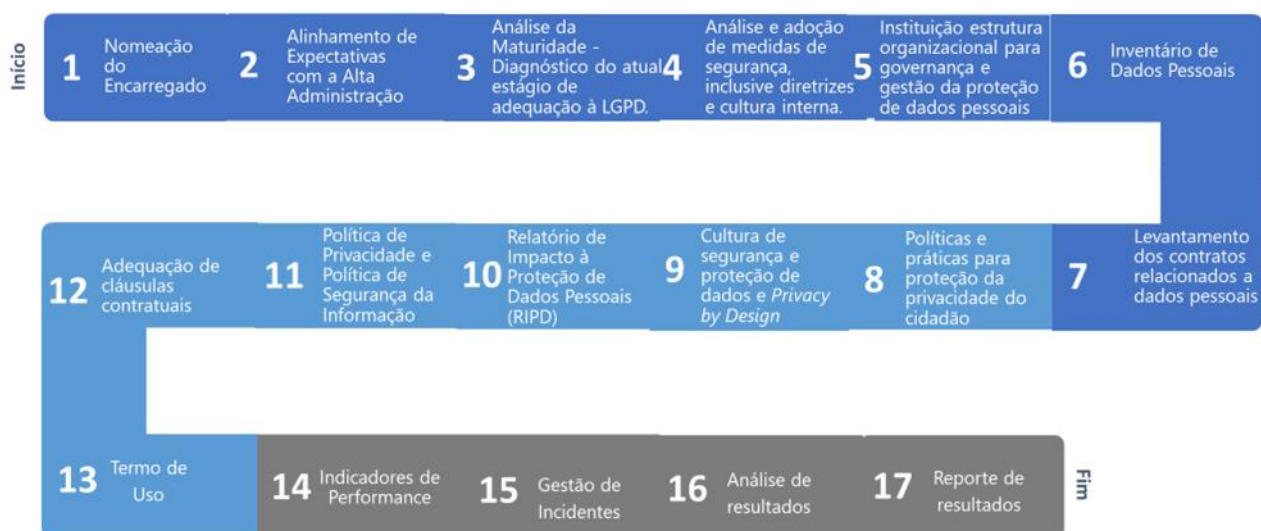 Início
1
Nomeação
do
Encarregado
2
Alinhamento de
Expectativas
com a Alta
Administração
3
Análise da
Maturidade -
Diagnóstico do atual
estágio de
adequação à LGPD.
4
Análise e adoção
de medidas de
segurança,
inclusive diretrizes
e cultura interna.
5
Instituição estrutura
organizacional para
governança e
gestão da proteção
de dados pessoais
6
Inventário de
Dados Pessoais
7
Levantamento
dos contratos
relacionados a
dados pessoais
8
Políticas e
práticas para
proteção da
privacidade do
cidadão
9
Cultura de
segurança e
proteção de
dados e Privacy
by Design
10
Relatório de
Impacto à
Proteção de
Dados Pessoais
(RIPD)
11
Política de
Privacidade e
Política de
Segurança da
Informação
12
Adequação de
cláusulas
contratuais
13
Termo de
Uso
14
Indicadores de
Performance
15
Gestão de
Incidentes
16
Análise de
resultados
17
Reporte de
resultados
Fim